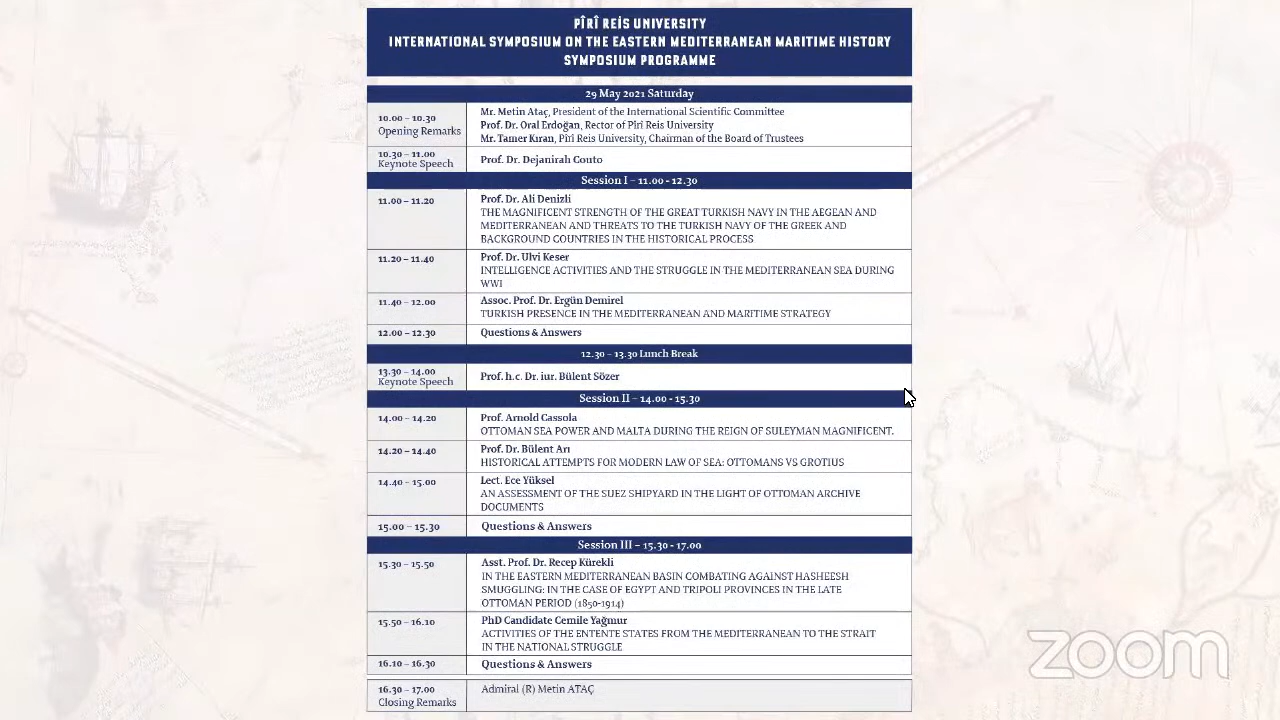 PÎRÎ REİS UNIVERSITY
INTERNATIONAL SYMPOSIUM ON THE EASTERN MEDITERRANEAN MARITIME HISTORY
SYMPOSIUM PROGRAMME
29 May 2021 Saturday
10.00 – 10.30
Opening Remarks
Mr. Metin Ataç, President of the International Scientific Committee
Prof. Dr. Oral Erdoğan, Rector of Pîrî Reis University
Mr. Tamer Kıran, Pîrî Reis University, Chairman of the Board of Trustees
10.30 – 11.00
Keynote Speech
Prof. Dr. Dejanirah Couto
Session I – 11.00 - 12.30
11.00 – 11.20
Prof. Dr. Ali Denizli
THE MAGNIFICENT STRENGTH OF THE GREAT TURKISH NAVY IN THE AEGEAN AND
MEDITERRANEAN AND THREATS TO THE TURKISH NAVY OF THE GREEK AND
BACKGROUND COUNTRIES IN THE HISTORICAL PROCESS
11.20 – 11.40
Prof. Dr. Ulvi Keser
INTELLIGENCE ACTIVITIES AND THE STRUGGLE IN THE MEDITERRANEAN SEA DURING
WWI
11.40 – 12.00
Assoc. Prof. Dr. Ergün Demirel
TURKISH PRESENCE IN THE MEDITERRANEAN AND MARITIME STRATEGY
12.00 – 12.30
Questions & Answers
12.30 – 13.30 Lunch Break
13.30 – 14.00
Keynote Speech
Prof. h.c. Dr. iur. Bülent Sözer
Session II – 14.00 - 15.30
14.00 – 14.20
Prof. Arnold Cassola
OTTOMAN SEA POWER AND MALTA DURING THE REIGN OF SULEYMAN MAGNIFICENT.
14.20 – 14.40
Prof. Dr. Bülent Arı
HISTORICAL ATTEMPTS FOR MODERN LAW OF SEA: OTTOMANS VS GROTIUS
14.40 – 15.00
Lect. Ece Yüksel
AN ASSESSMENT OF THE SUEZ SHIPYARD IN THE LIGHT OF OTTOMAN ARCHIVE
DOCUMENTS
15.00 – 15.30
Questions & Answers
Session III – 15.30 - 17.00
15.30 – 15.50
Asst. Prof. Dr. Recep Kürekli
IN THE EASTERN MEDITERRANEAN BASIN COMBATING AGAINST HASHEESH
SMUGGLING: IN THE CASE OF EGYPT AND TRIPOLI PROVINCES IN THE LATE
OTTOMAN PERIOD (1850-1914)
15.50 – 16.10
PhD Candidate Cemile Yağmur
ACTIVITIES OF THE ENTENTE STATES FROM THE MEDITERRANEAN TO THE STRAIT
IN THE NATIONAL STRUGGLE
16.10 – 16.30
Questions & Answers
16.30 – 17.00
Closing Remarks
Admiral (R) Metin ATAÇ
zoom